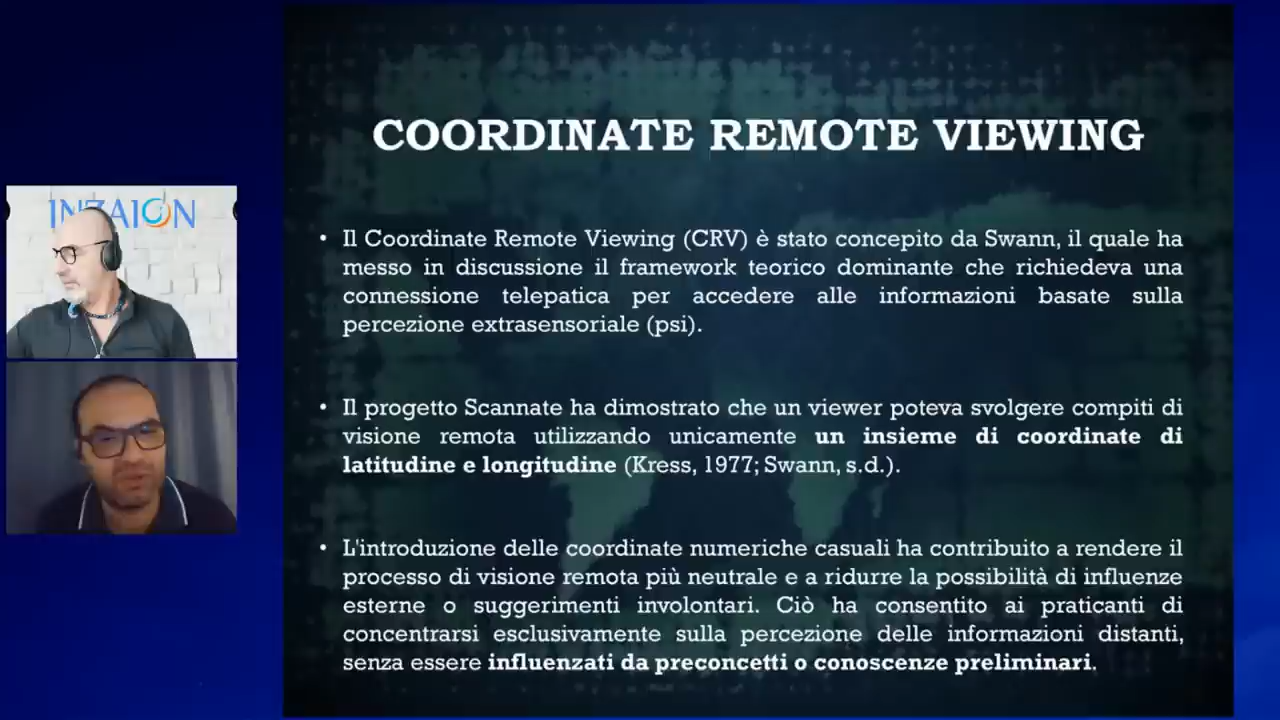 COORDINATE REMOTE VIEWING
INZAION
• Il Coordinate Remote Viewing (CRV) è stato concepito da Swann, il quale ha
messo in discussione il framework teorico dominante che richiedeva una
connessione telepatica per accedere alle informazioni basate sulla
percezione extrasensoriale (psi).
• Il progetto Scannate ha dimostrato che un viewer poteva svolgere compiti di
visione remota utilizzando unicamente un insieme di coordinate di
latitudine e longitudine (Kress, 1977; Swann, s.d.).
• L'introduzione delle coordinate numeriche casuali ha contribuito a rendere il
processo di visione remota più neutrale e a ridurre la possibilità di influenze
esterne o suggerimenti involontari. Ciò ha consentito ai praticanti di
concentrarsi esclusivamente sulla percezione delle informazioni distanti,
senza essere influenzati da preconcetti o conoscenze preliminari.